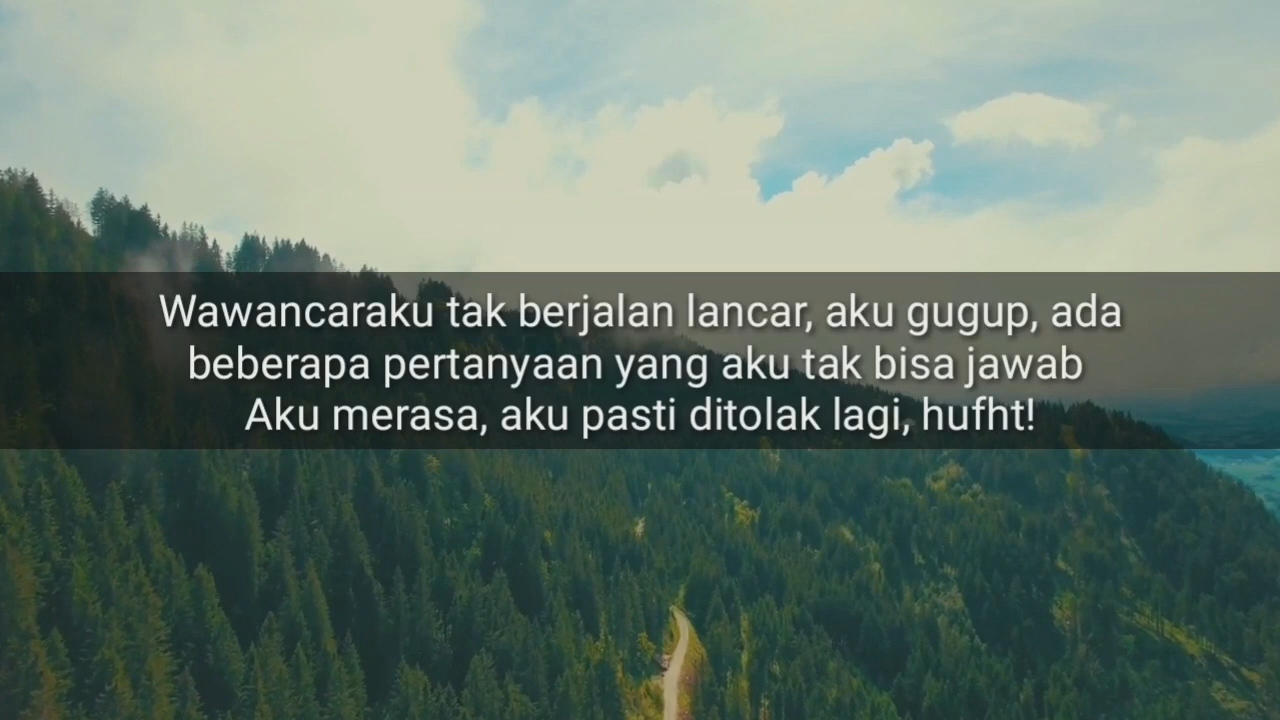 Wawancaraku tak berjalan lancar, aku gugup, ada
beberapa pertanyaan yang aku tak bisa jawab
Aku merasa, aku pasti ditolak lagi, hufht!